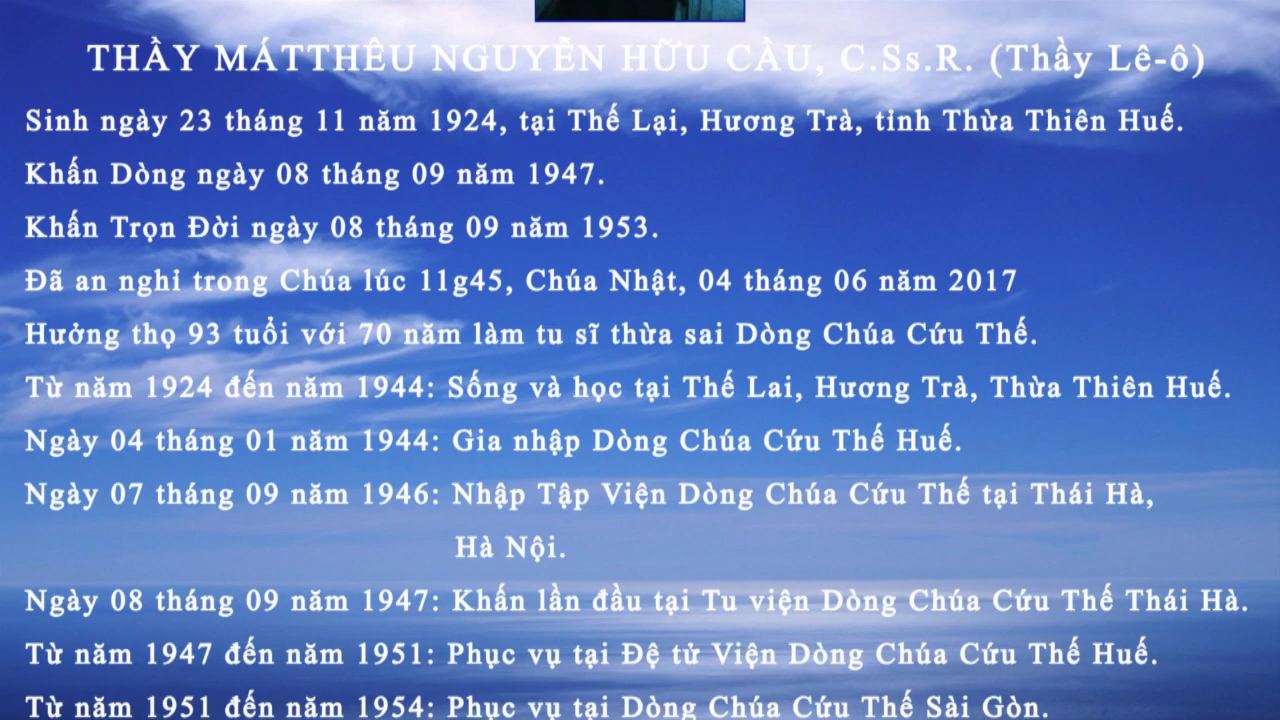 THẦY MÁTTHÊU NGUYỄN HỮU CẦU, C.Ss.R. (Thầy Lê-ô)
Sinh ngày 23 tháng 11 năm 1924, tại Thế Lại, Hương Trà, tỉnh Thừa Thiên Huế.
Khấn Dòng ngày 08 tháng 09 năm 1947.
Khấn Trọn Đời ngày 08 tháng 09 năm 1953.
Đã an nghỉ trong Chúa lúc 11g45, Chúa Nhật, 04 tháng 06 năm 2017
Hưởng thọ 93 tuổi với 70 năm làm tu sĩ thừa sai Dòng Chúa Cứu Thế.
Từ năm 1924 đến năm 1944: Sống và học tại Thế Lai, Hương Trà, Thừa Thiên Huế.
Ngày 04 tháng 01 năm 1944: Gia nhập Dòng Chúa Cứu Thế Huế.
Ngày 07 tháng 09 năm 1946: Nhập Tập Viện Dòng Chúa Cứu Thế tại Thái Hà,
Hà Nội.
Ngày 08 tháng 09 năm 1947: Khấn lần đầu tại Tu viện Dòng Chúa Cứu Thế Thái Hà.
Từ năm 1947 đến năm 1951: Phục vụ tại Đệ tử Viện Dòng Chúa Cứu Thế Huế.
Từ năm 1951 đến năm 1954: Phục vụ tại Dòng Chúa Cứu Thế Sài Gòn.